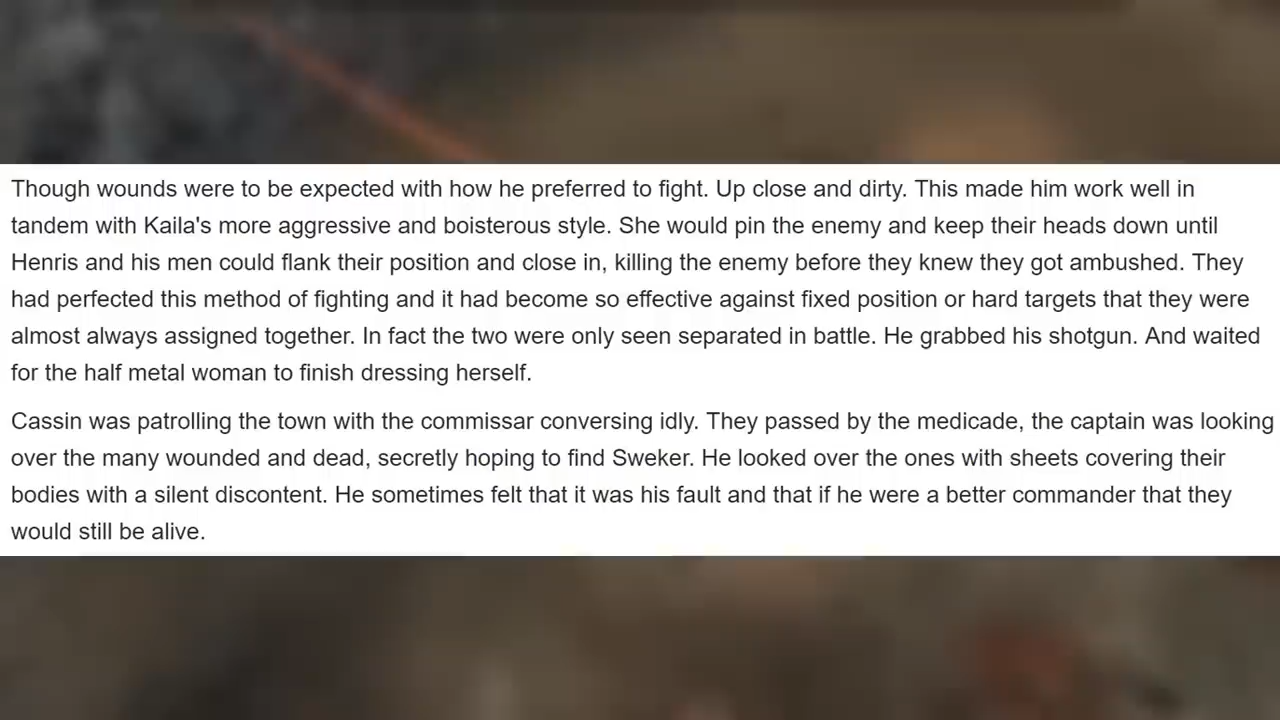 Though wounds were to be expected with how he preferred to fight. Up close and dirty. This made him work well in
tandem with Kaila's more aggressive and boisterous style. She would pin the enemy and keep their heads down until
Henris and his men could flank their position and close in, killing the enemy before they knew they got ambushed. They
had perfected this method of fighting and it had become so effective against fixed position or hard targets that they were
almost always assigned together. In fact the two were only seen separated in battle. He grabbed his shotgun. And waited
for the half metal woman to finish dressing herself.
Cassin was patrolling the town with the commissar conversing idly. They passed by the medicade, the captain was looking
over the many wounded and dead, secretly hoping to find Sweker. He looked over the ones with sheets covering their
bodies with a silent discontent. He sometimes felt that it was his fault and that if he were a better commander that they
would still be alive.